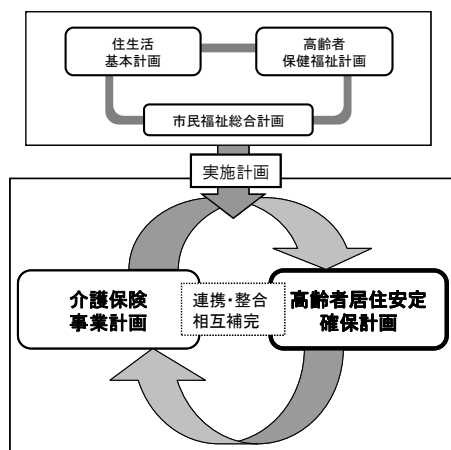 住生活
基本計画
高齢者
保健福祉計画
市民福祉総合計画
実施計画
介護保険
事業計画
連携・整合
相互補完
高齢者居住安定
確保計画